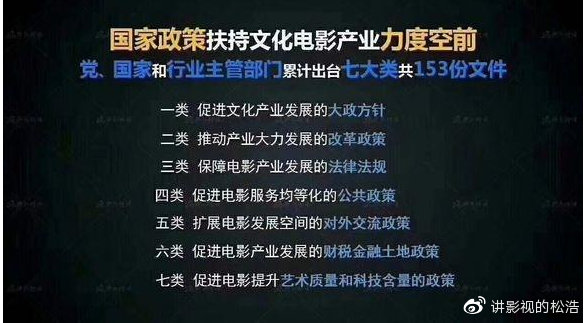 国家政策扶持文化电影产业力度空前
党、国家和行业主管部门累计出台七大类共153份文件
一类 促进文化产业发展的大政方针
二类 推动产业大力发展的改革政策
三类 保障电影产业发展的法律法规
四类 促进电影服务均等化的公共政策
五类 扩展电影发展空间的对外交流政策
六类 促进电影产业发展的财税金融土地政策
七类 促进电影提升艺术质量和科技含量的政策
讲影视的松浩